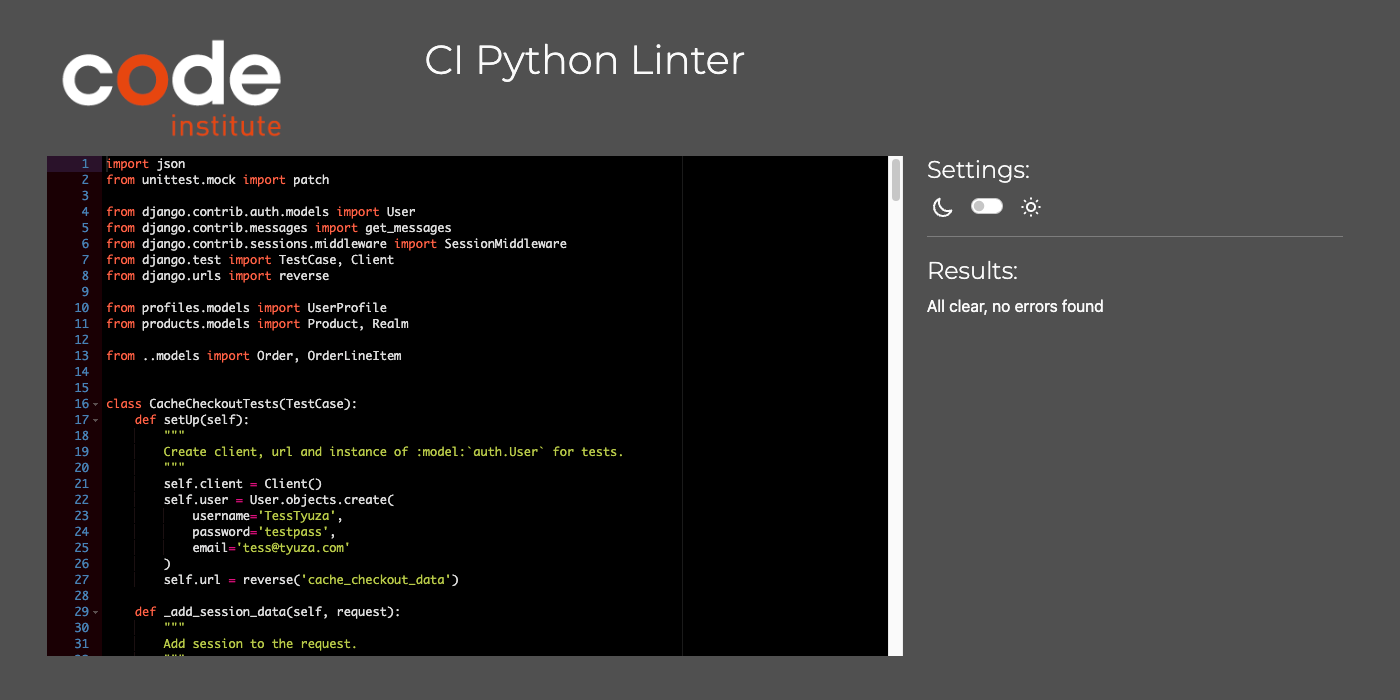 code
institute
CI Python Linter
1 import json
2 from unittest.mock import patch
3
4 from django.contrib.auth.models import User
5 from django.contrib.messages import get_messages
6 from django.contrib.sessions.middleware import SessionMiddleware
7 from django.test import TestCase, Client
8 from django.urls import reverse
9
10 from profiles.models import UserProfile
11 from products.models import Product, Realm
12
13 from ..models import Order, OrderLineItem
14
15
16 class CacheCheckoutTests(TestCase):
17     def setUp(self):
18         """
19         Create client, url and instance of :model:`auth.User` for tests.
20         """
21         self.client = Client()
22         self.user = User.objects.create(
23             username='TessTyuza',
24             password='testpass',
25             email='tess@tyuza.com'
26         )
27         self.url = reverse('cache_checkout_data')
28
29     def _add_session_data(self, request):
30         """
31         Add session to the request.
Settings:
Results:
All clear, no errors found